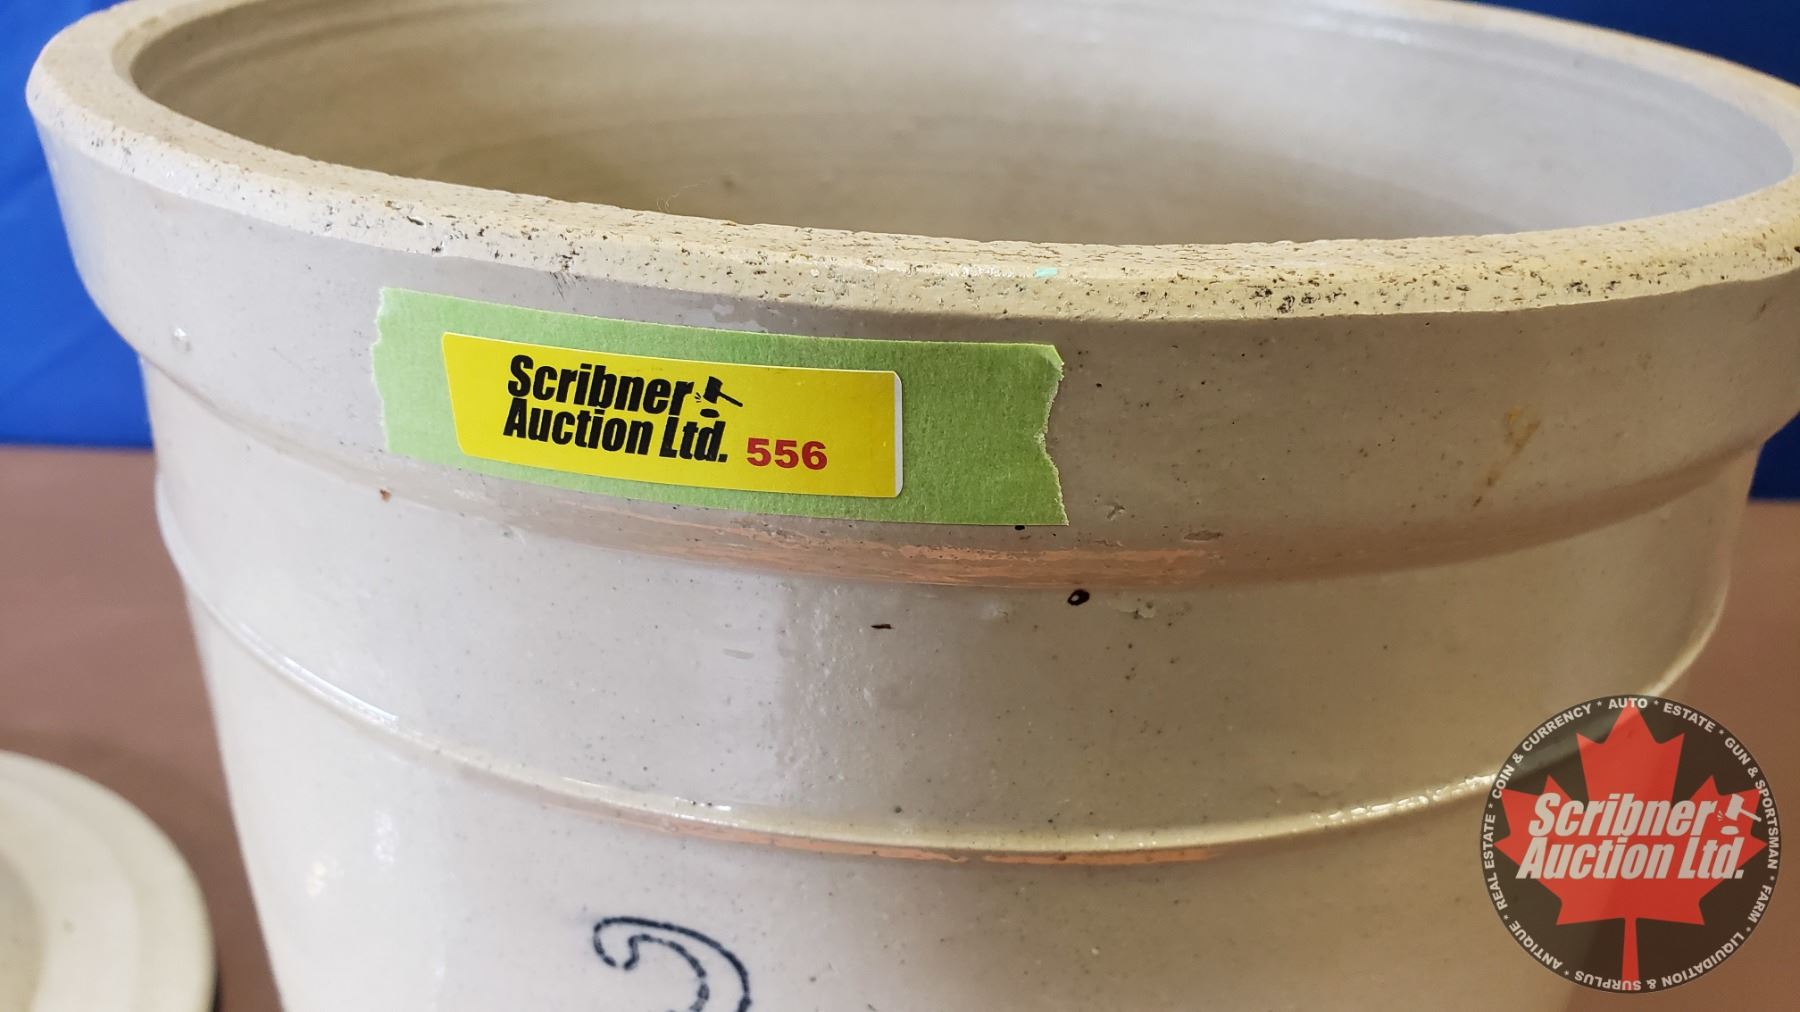 Scribner
Auction Ltd. 556
COIN & CURRENCY * AUTO * ESTATE * GUN & SPORTSMAN * FARM * LIQUIDATION & SURPLUS * ANTIQUE * REAL ESTATE *
Scribner
Auction Ltd.